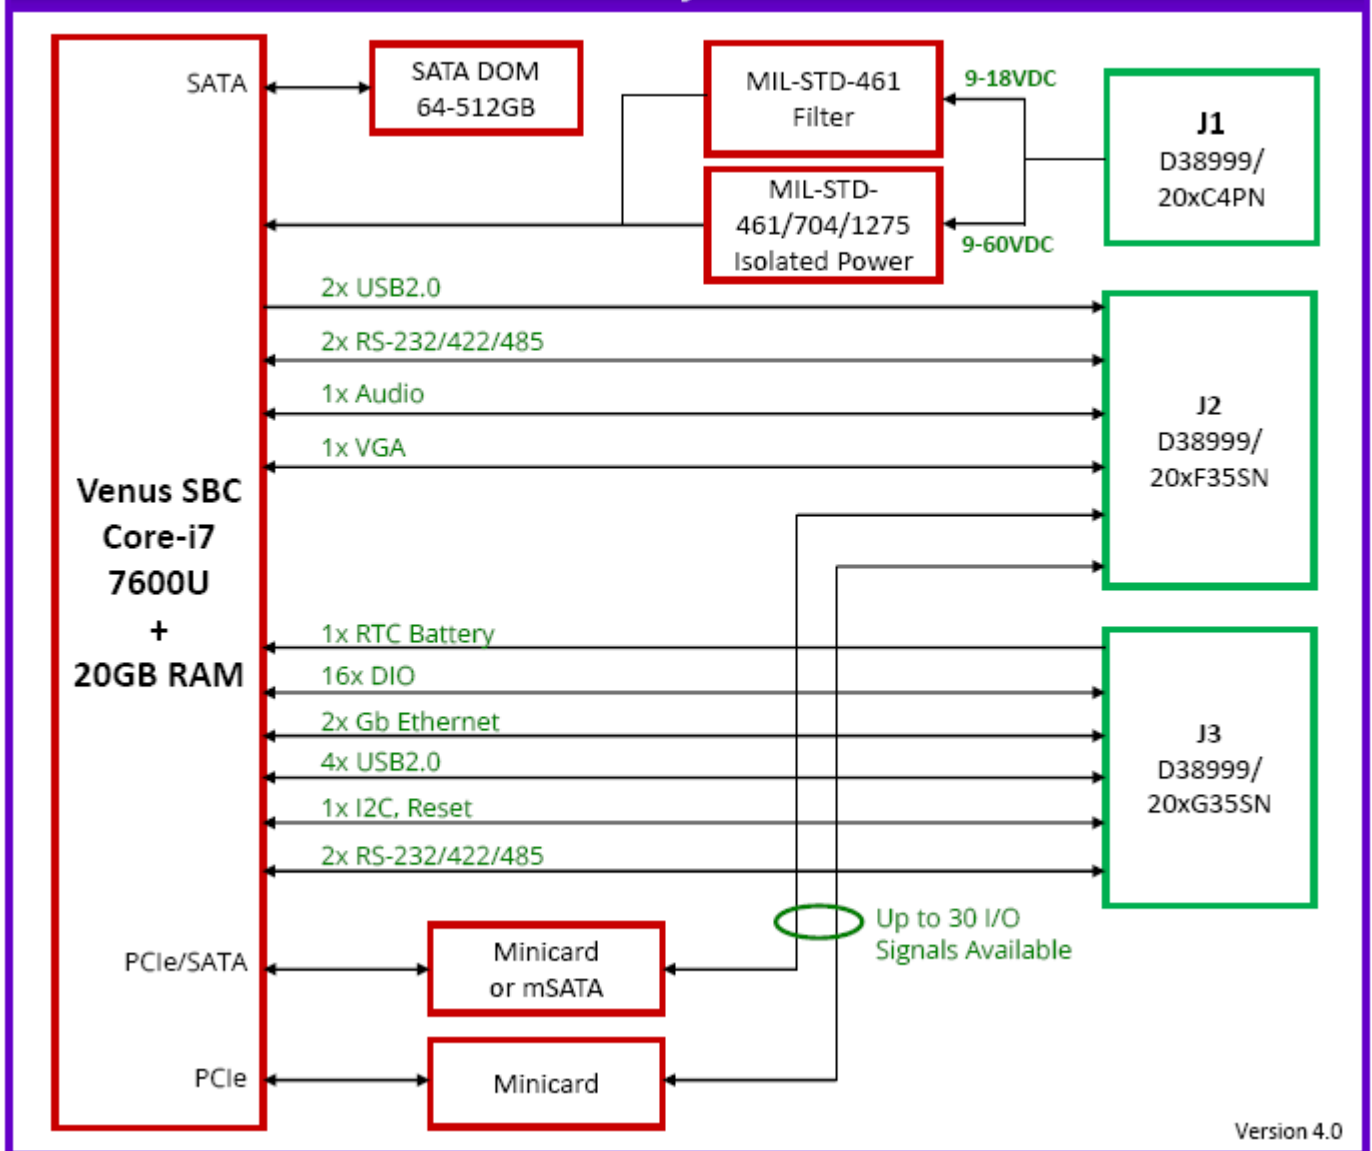 SATA
SATA DOM
64-512GB
MIL-STD-461
Filter
9-18VDC
J1
D38999/
20xC4PN
MIL-STD-
461/704/1275
Isolated Power
9-60VDC
2x USB2.0
2x RS-232/422/485
1x Audio
1x VGA
J2
D38999/
20xF35SN
Venus SBC
Core-i7
7600U
+
20GB RAM
1x RTC Battery
16x DIO
2x Gb Ethernet
4x USB2.0
1x I2C, Reset
2x RS-232/422/485
J3
D38999/
20xG35SN
Up to 30 I/O
Signals Available
PCIe/SATA
Minicard
or mSATA
PCIe
Minicard
Version 4.0